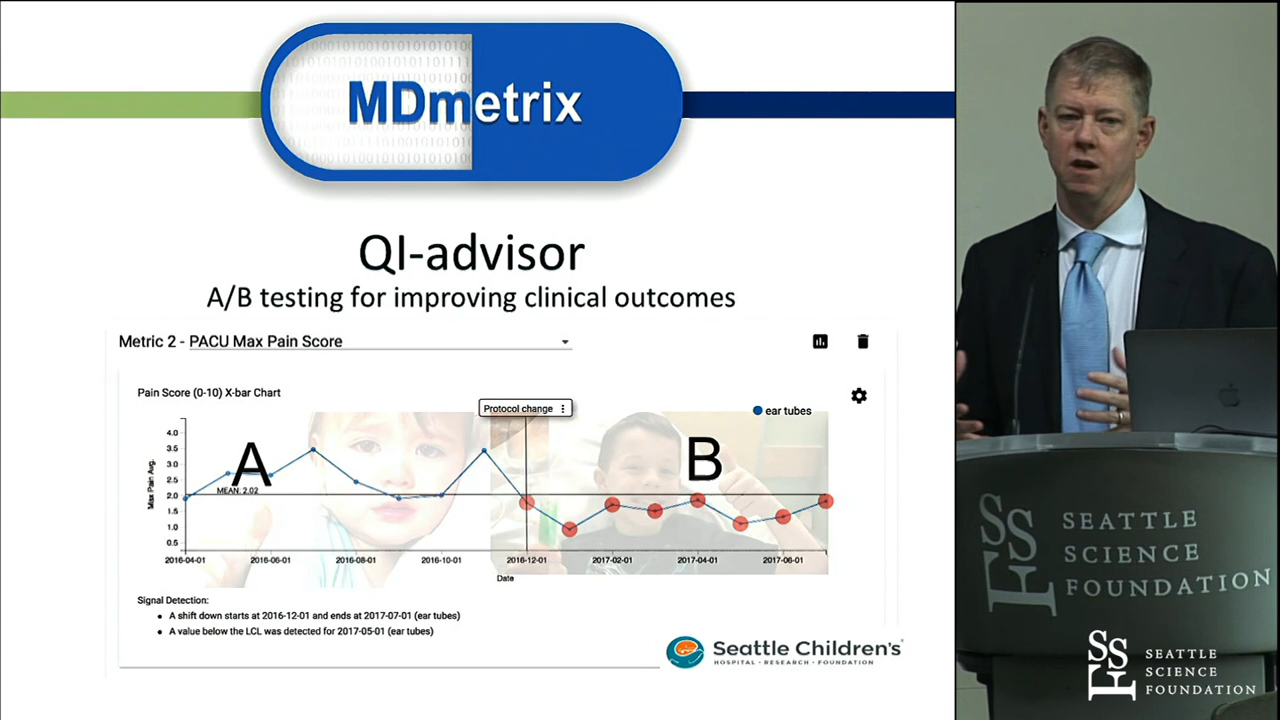 MDmetrix
QI-advisor
A/B testing for improving clinical outcomes
Metric 2 - PACU Max Pain Score
Pain Score (0-10) X-bar Chart
Protocol change
ear tubes
A
B
Max Pain Avg.
4.0
3.5
3.0
2.5
2.0
1.5
1.0
0.5
MEAN: 2.02
2016-04-01 2016-06-01 2016-08-01 2016-10-01 2016-12-01 2017-02-01 2017-04-01 2017-06-01
Date
Signal Detection:
• A shift down starts at 2016-12-01 and ends at 2017-07-01 (ear tubes)
• A value below the LCL was detected for 2017-05-01 (ear tubes)
Seattle Children's
HOSPITAL • RESEARCH • FOUNDATION
SSF
SEATTLE
SCIENCE
FOUNDATION
SSF
SEATTLE
SCIENCE
FOUNDATION